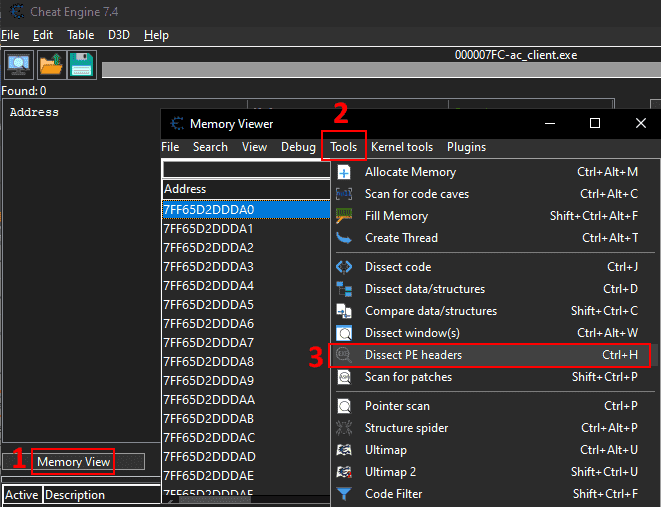 Cheat Engine 7.4
File Edit Table D3D Help
000007FC-ac_client.exe
Found: 0
Address
Memory Viewer
2
File Search View Debug Tools Kernel tools Plugins
Address
7FF65D2DDDA0
7FF65D2DDDA1
7FF65D2DDDA2
7FF65D2DDDA3
7FF65D2DDDA4
7FF65D2DDDA5
7FF65D2DDDA6
7FF65D2DDDA7
7FF65D2DDDA8
7FF65D2DDDA9
7FF65D2DDDAA
7FF65D2DDDAB
7FF65D2DDDAC
7FF65D2DDDAD
7FF65D2DDDAE
7FF65D2DDDAF
Allocate Memory Ctrl+Alt+M
Scan for code caves Ctrl+Alt+C
Fill Memory Shift+Ctrl+Alt+F
Create Thread Ctrl+Alt+T
Dissect code Ctrl+J
Dissect data/structures Ctrl+D
Compare data/structures Shift+Ctrl+C
Dissect window(s) Ctrl+Alt+W
3 Dissect PE headers Ctrl+H
Scan for patches Shift+Ctrl+P
Pointer scan Ctrl+P
Structure spider Ctrl+Alt+P
Ultimap Ctrl+Alt+U
Ultimap 2 Shift+Ctrl+U
Code Filter Shift+Ctrl+F
1 Memory View
Active Description